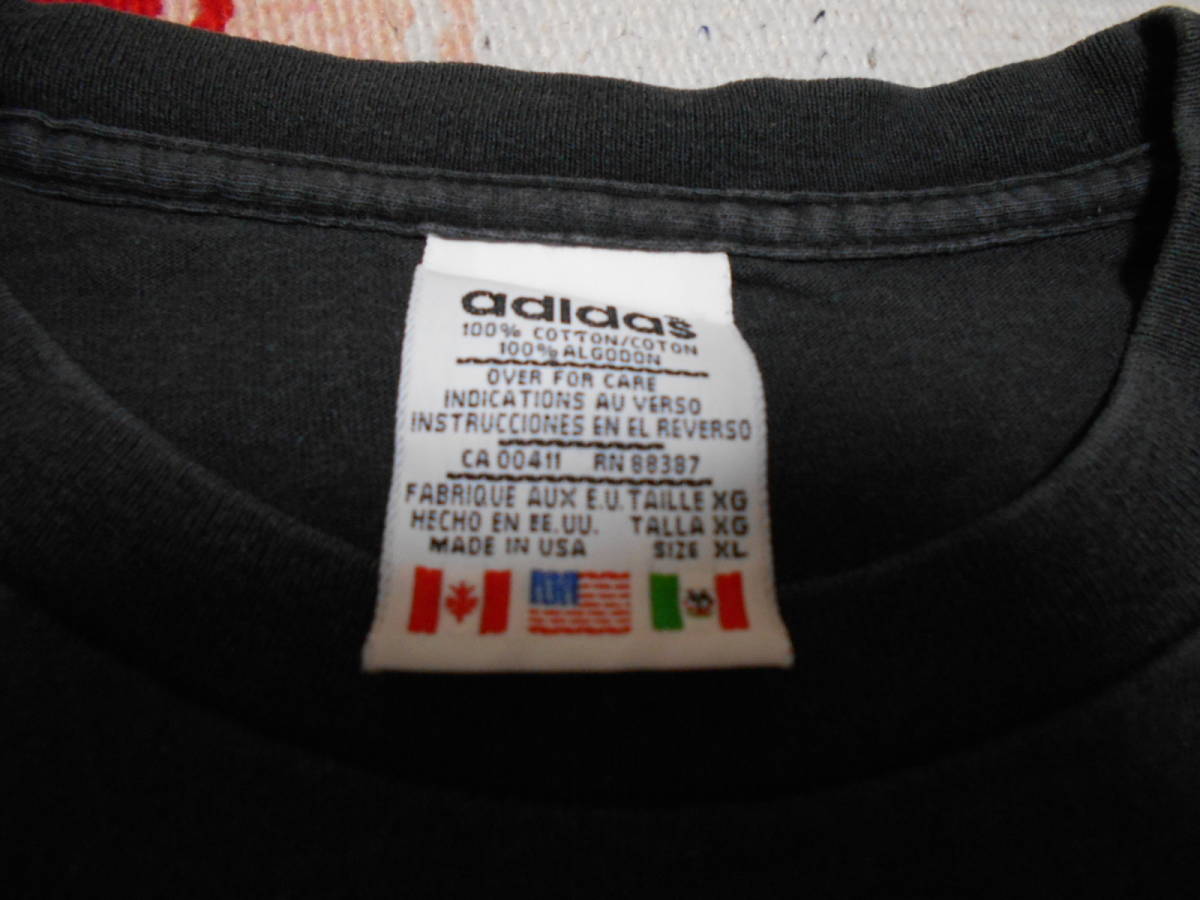 adidas
100% COTTON/COTON
100% ALGODON
OVER FOR CARE
INDICATIONS AU VERSO
INSTRUCCIONES EN EL REVERSO
CA 00411 RN 88387
FABRIQUE AUX E.U. TAILLE XG
HECHO EN EE.UU. TALLA XG
MADE IN USA SIZE XL